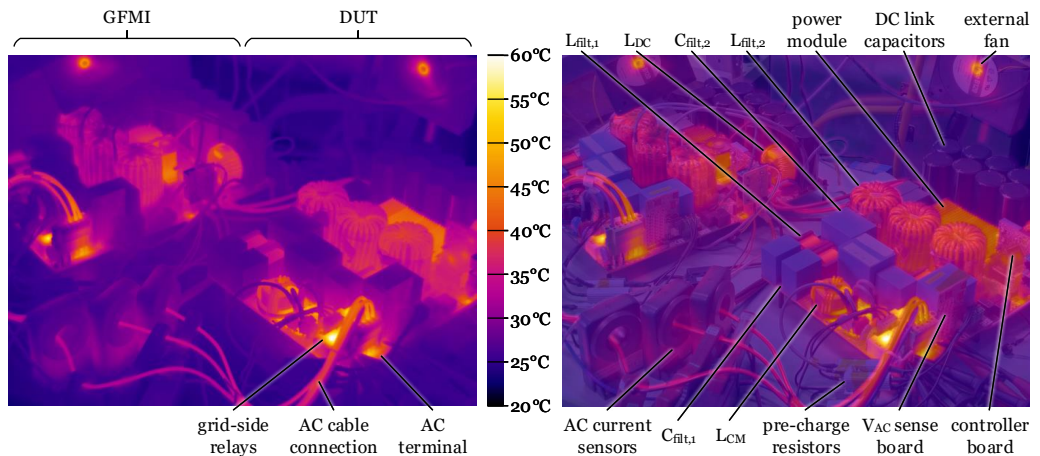 GFMI
DUT
60°C
55°C
50°C
45°C
40°C
35°C
30°C
25°C
20°C
grid-side
relays
AC cable
connection
AC
terminal
Lfilt,1
LDC
Cfilt,2
Lfilt,2
power
module
DC link
capacitors
external
fan
AC current
sensors
Cfilt,1
LCM
pre-charge
resistors
VAC sense
board
controller
board